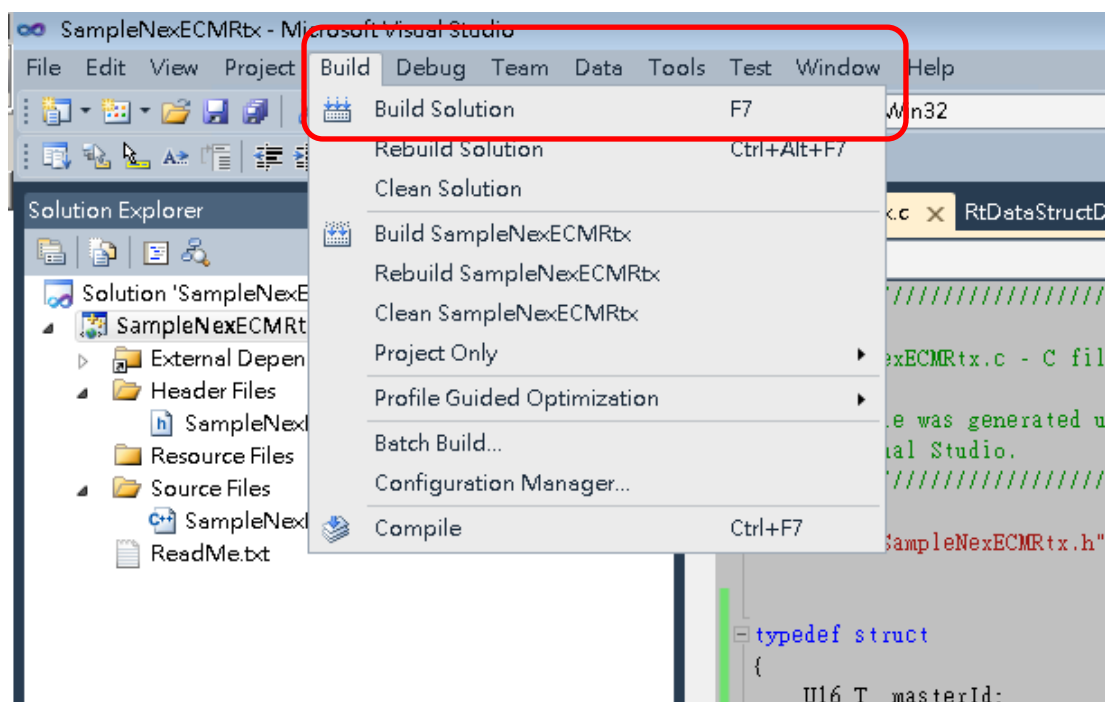 SampleNexECMRtx - Microsoft Visual Studio
File Edit View Project Build Debug Team Data Tools Test Window Help
Build Solution F7
Win32
Rebuild Solution Ctrl+Alt+F7
Clean Solution
Solution Explorer
x.c RtDataStructD
Build SampleNexECMRtx
Rebuild SampleNexECMRtx
Solution 'SampleNexE
//////////////////
Clean SampleNexECMRtx
SampleNexECMRt
Project Only
External Depen
exECMRtx.c - C fil
Header Files
Profile Guided Optimization
SampleNex
e was generated u
Batch Build...
Resource Files
ual Studio.
Configuration Manager...
Source Files
//////////////////
SampleNex
Compile Ctrl+F7
SampleNexECMRtx.h"
ReadMe.txt
typedef struct
{
U16_T masterId;